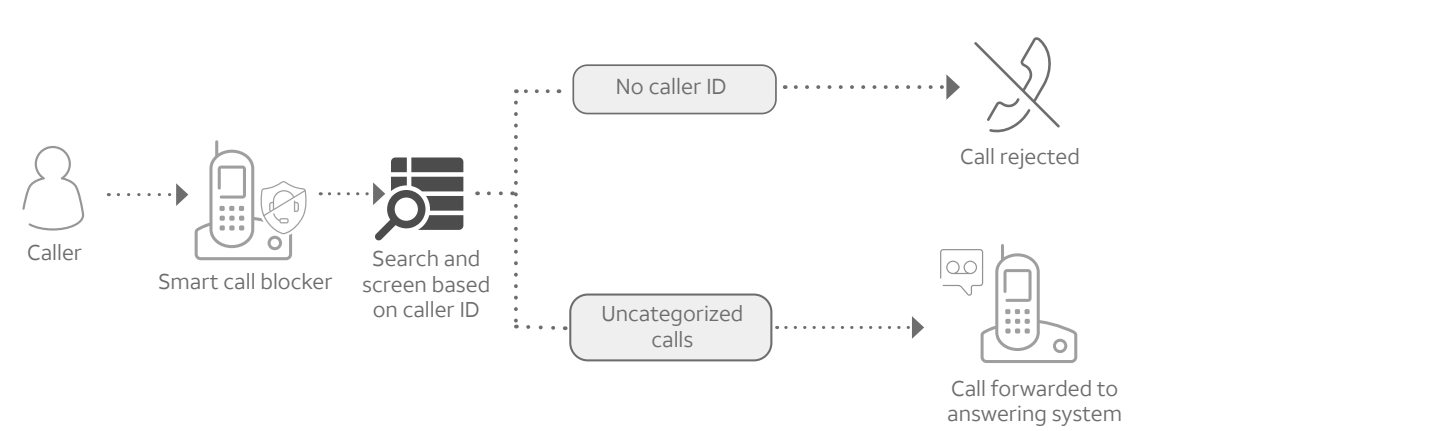 No caller ID
Call rejected
Caller
Smart call blocker
Search and
screen based
on caller ID
Uncategorized
calls
Call forwarded to
answering system